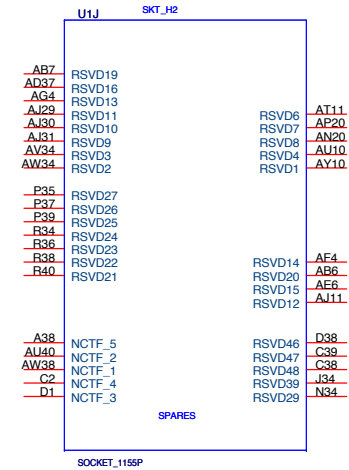 U1J SKT_H2
AB7 RSVD19
AD37 RSVD16
AG4 RSVD13
AJ29 RSVD11 RSVD6 AT11
AJ30 RSVD10 RSVD7 AP20
AJ31 RSVD9 RSVD8 AN20
AV34 RSVD3 RSVD4 AU10
AW34 RSVD2 RSVD1 AY10
P35 RSVD27
P37 RSVD26
P39 RSVD25
R34 RSVD24
R36 RSVD23
R38 RSVD22 RSVD14 AF4
R40 RSVD21 RSVD20 AB6
RSVD15 AE6
RSVD12 AJ11
A38 NCTF_5 RSVD46 D38
AU40 NCTF_2 RSVD47 C39
AW38 NCTF_1 RSVD48 C38
C2 NCTF_4 RSVD39 J34
D1 NCTF_3 RSVD29 N34
SPARES
SOCKET_1155P